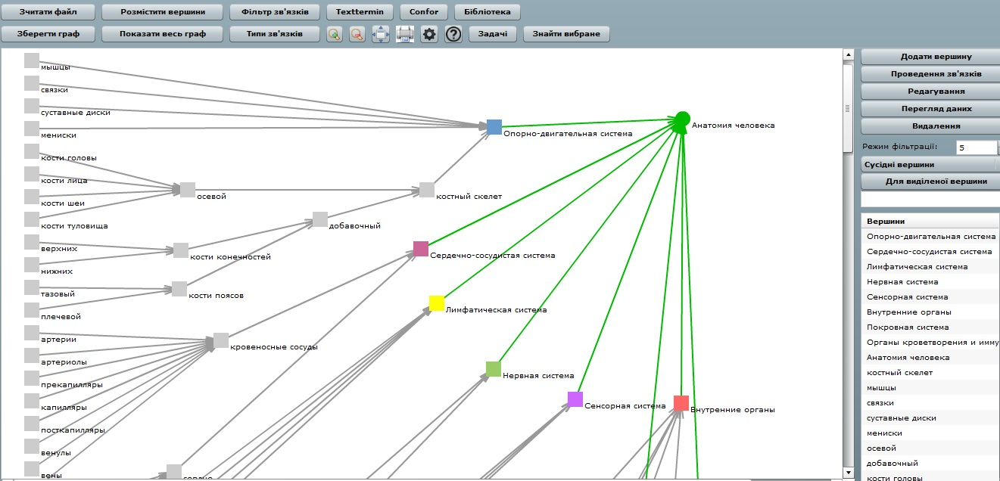 Зчитати файл
Розмістити вершини
Фільтр зв'язків
Texttermin
Confor
Бібліотека
Зберегти граф
Показати весь граф
Типи зв'язків
Задачі
Знайти вибране
мышцы
связки
суставные диски
мениски
кости головы
кости лица
кости шеи
кости туловища
верхних
нижних
тазовый
плечевой
артерии
артериолы
прекапилляры
капилляры
посткапилляры
венулы
вены
осевой
добавочный
костный скелет
кости конечностей
кости поясов
кровеносные сосуды
сердце
Опорно-двигательная система
Анатомия человека
Сердечно-сосудистая система
Лимфатическая система
Нервная система
Сенсорная система
Внутренние органы
Додати вершину
Проведення зв'язків
Редагування
Перегляд даних
Видалення
Режим фільтрації: 5
Сусідні вершини
Для виділеної вершини
Вершини
Опорно-двигательная система
Сердечно-сосудистая система
Лимфатическая система
Нервная система
Сенсорная система
Внутренние органы
Покровная система
Органы кроветворения и имму
Анатомия человека
костный скелет
мышцы
связки
суставные диски
мениски
осевой
добавочный
кости головы